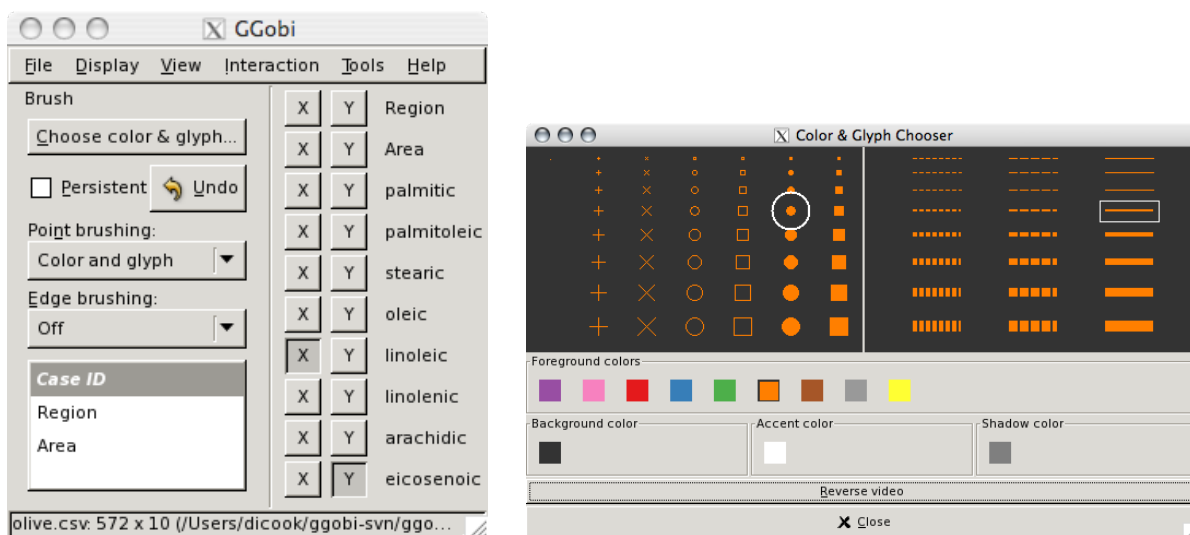 GGobi
File Display View Interaction Tools Help
Brush
Choose color & glyph...
Persistent
Undo
Point brushing:
Color and glyph
Edge brushing:
Off
Case ID
Region
Area
X Y Region
X Y Area
X Y palmitic
X Y palmitoleic
X Y stearic
X Y oleic
X Y linoleic
X Y linolenic
X Y arachidic
X Y eicosenoic
olive.csv: 572 x 10 (/Users/dicook/ggobi-svn/ggo...
Color & Glyph Chooser
Foreground colors
Background color
Accent color
Shadow color
Reverse video
Close